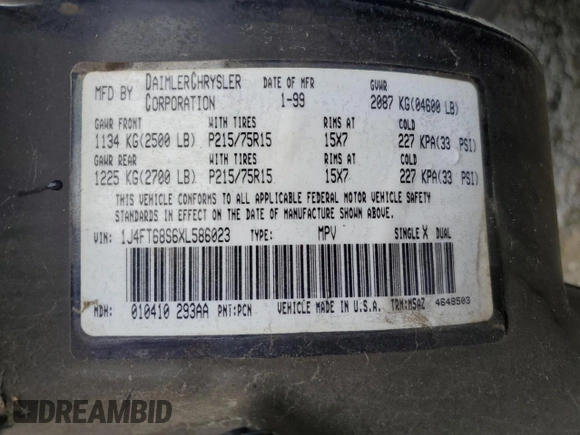 MFD BY DAIMLERCHRYSLER CORPORATION DATE OF MFR 1-99 GVWR 2087 KG(04600 LB)
GAWR FRONT WITH TIRES RIMS AT COLD
1134 KG(2500 LB) P215/75R15 15X7 227 KPA(33 PSI)
GAWR REAR WITH TIRES RIMS AT COLD
1225 KG(2700 LB) P215/75R15 15X7 227 KPA(33 PSI)
THIS VEHICLE CONFORMS TO ALL APPLICABLE FEDERAL MOTOR VEHICLE SAFETY
STANDARDS IN EFFECT ON THE DATE OF MANUFACTURE SHOWN ABOVE.
VIN: 1J4FT68S6XL586023 TYPE: MPV SINGLE X DUAL
MDH: 010410 293AA PNT:PCN VEHICLE MADE IN U.S.A. TRM:M5AZ 4648503
DREAMBID